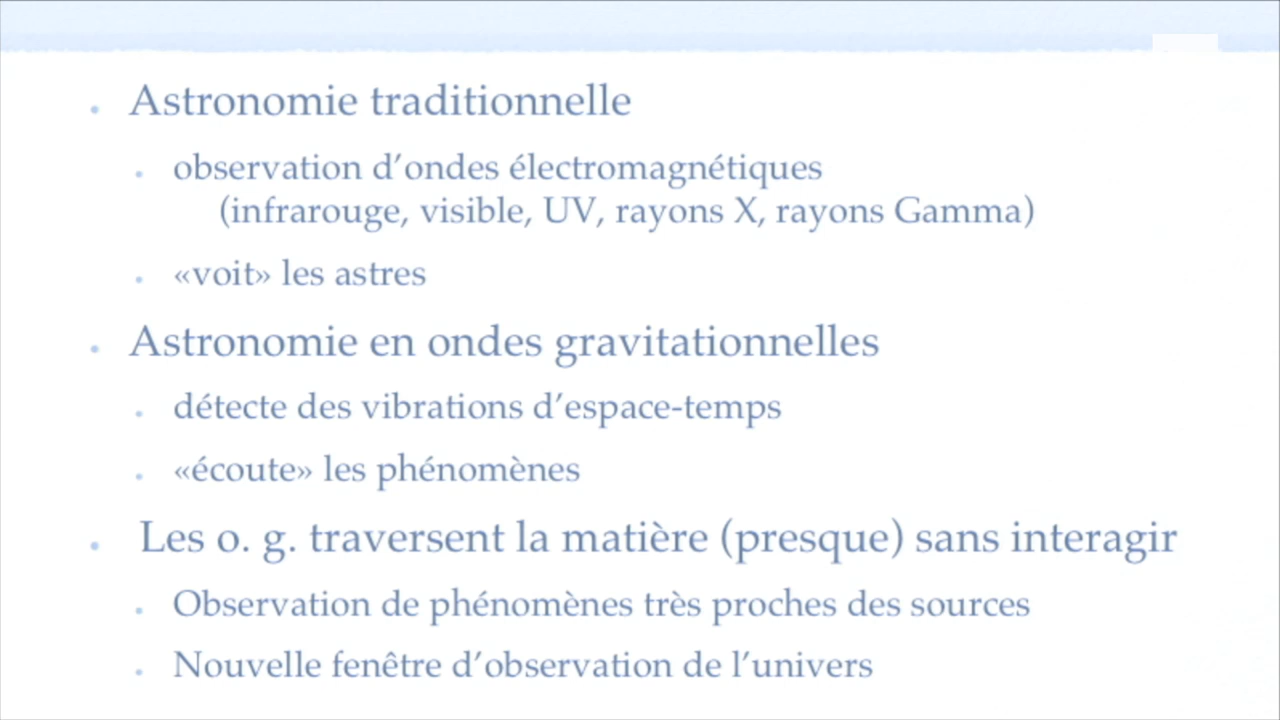 Astronomie traditionnelle
observation d’ondes électromagnétiques
(infrarouge, visible, UV, rayons X, rayons Gamma)
«voit» les astres
Astronomie en ondes gravitationnelles
détecte des vibrations d’espace-temps
«écoute» les phénomènes
Les o. g. traversent la matière (presque) sans interagir
Observation de phénomènes très proches des sources
Nouvelle fenêtre d’observation de l’univers